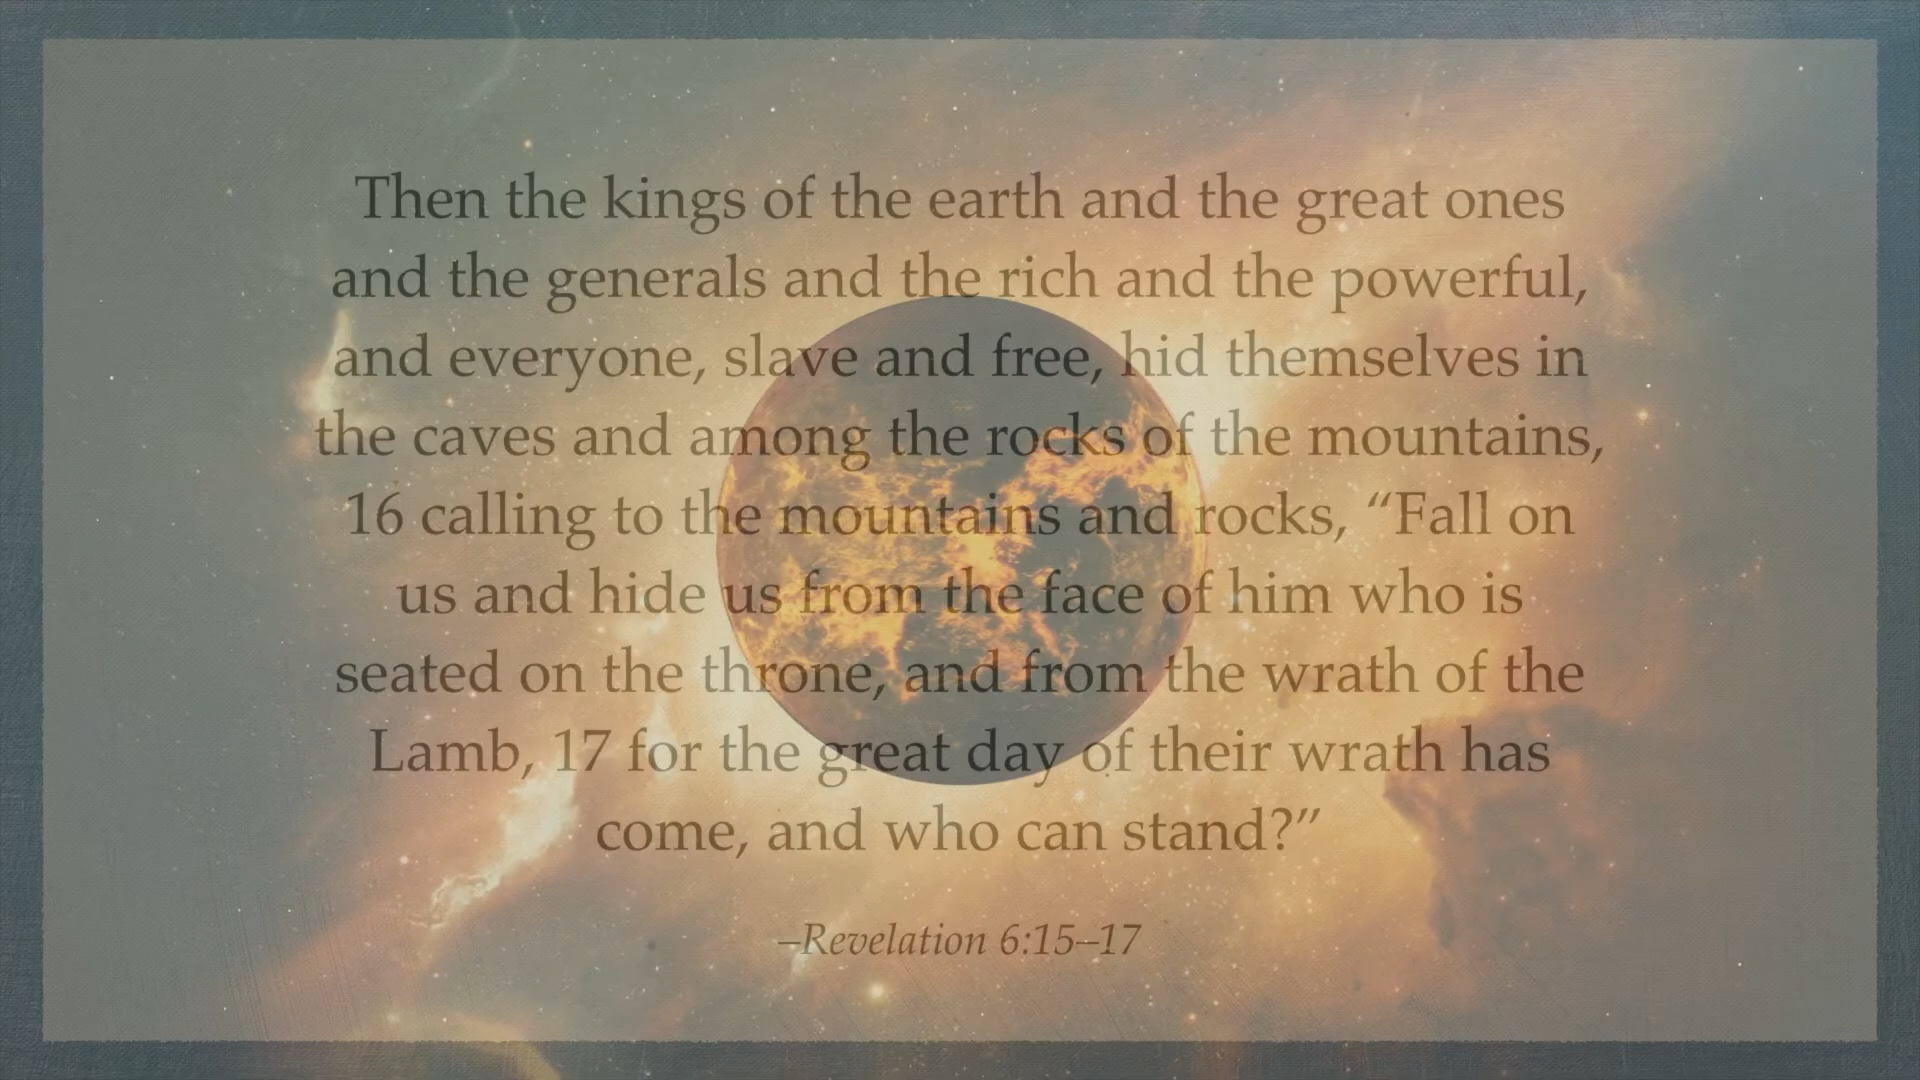 Then the kings of the earth and the great ones
and the generals and the rich and the powerful,
and everyone, slave and free, hid themselves in
the caves and among the rocks of the mountains,
16 calling to the mountains and rocks, “Fall on
us and hide us from the face of him who is
seated on the throne, and from the wrath of the
Lamb, 17 for the great day of their wrath has
come, and who can stand?”
–Revelation 6:15–17